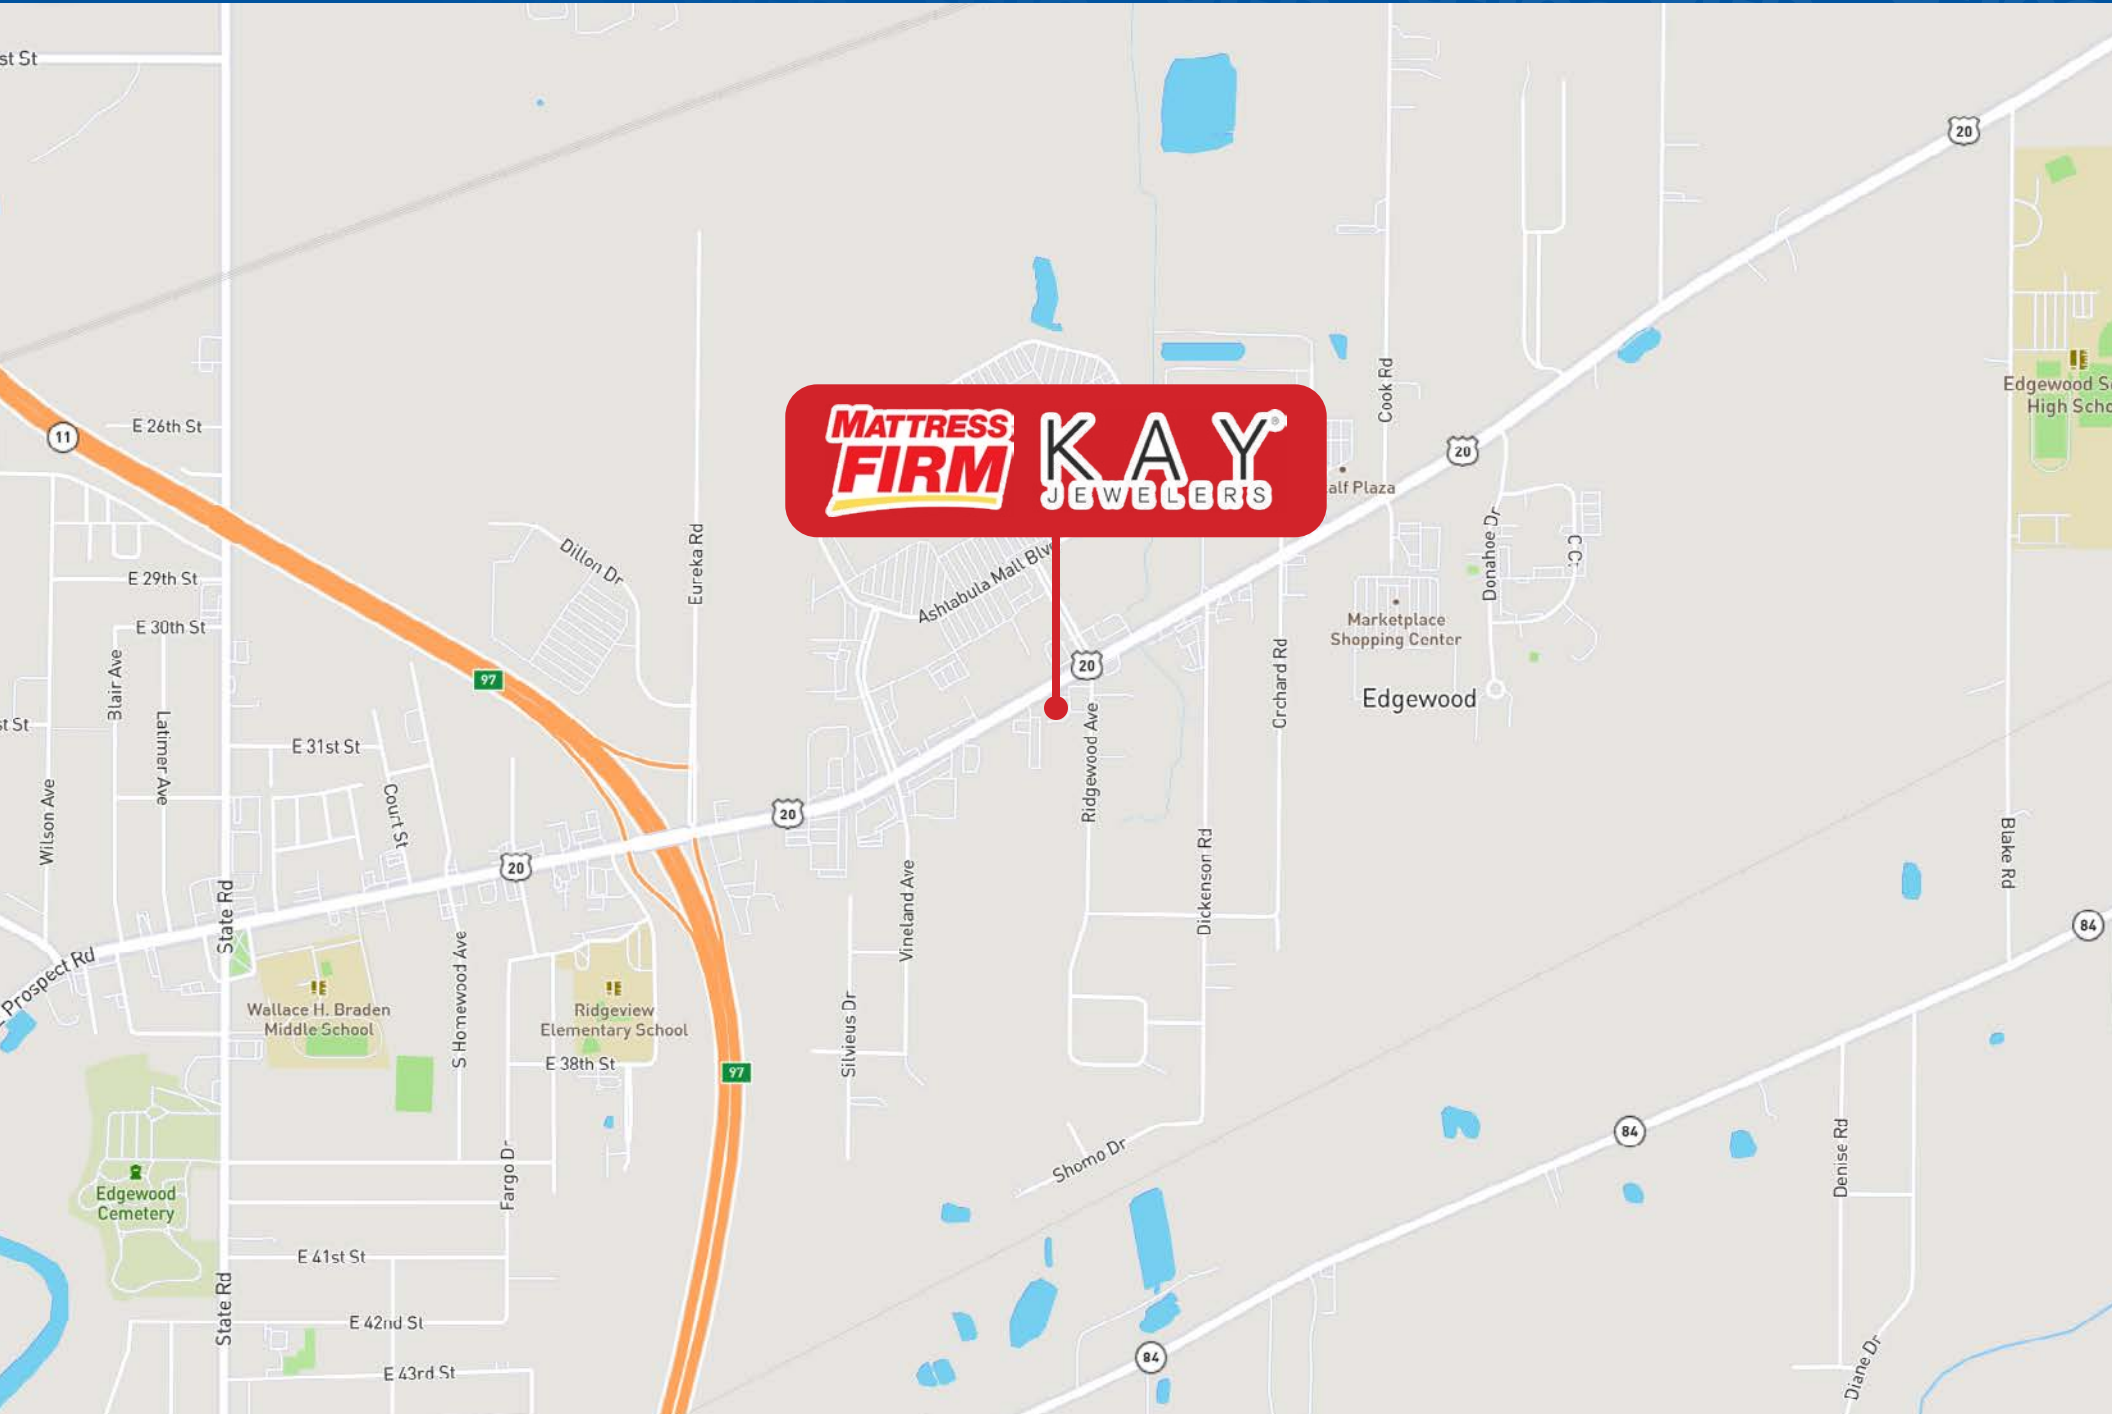 st St
20
11
E 26th St
Cook Rd
Edgewood
High
MATTRESS
FIRM
KAY®
JEWELERS
20
alf Plaza
Dillon Dr
Eureka Rd
Ashtabula Mall
Donahoe Dr
E 29th St
E 30th St
Marketplace
Shopping Center
Blair Ave
97
20
Orchard Rd
Edgewood
Latimer Ave
st St
E 31st St
Ridgewood Ave
Wilson Ave
Court St
20
20
Dickenson Rd
Blake Rd
State Rd
Vineland Ave
84
Prospect Rd
S Homewood Ave
Wallace H. Braden
Middle School
Ridgeview
Elementary School
Silvieus Dr
E 38th St
97
84
Shomo Dr
Denise Rd
Fargo Dr
Edgewood
Cemetery
E 41st St
State Rd
E 42nd St
84
E 43rd St
Diane Dr